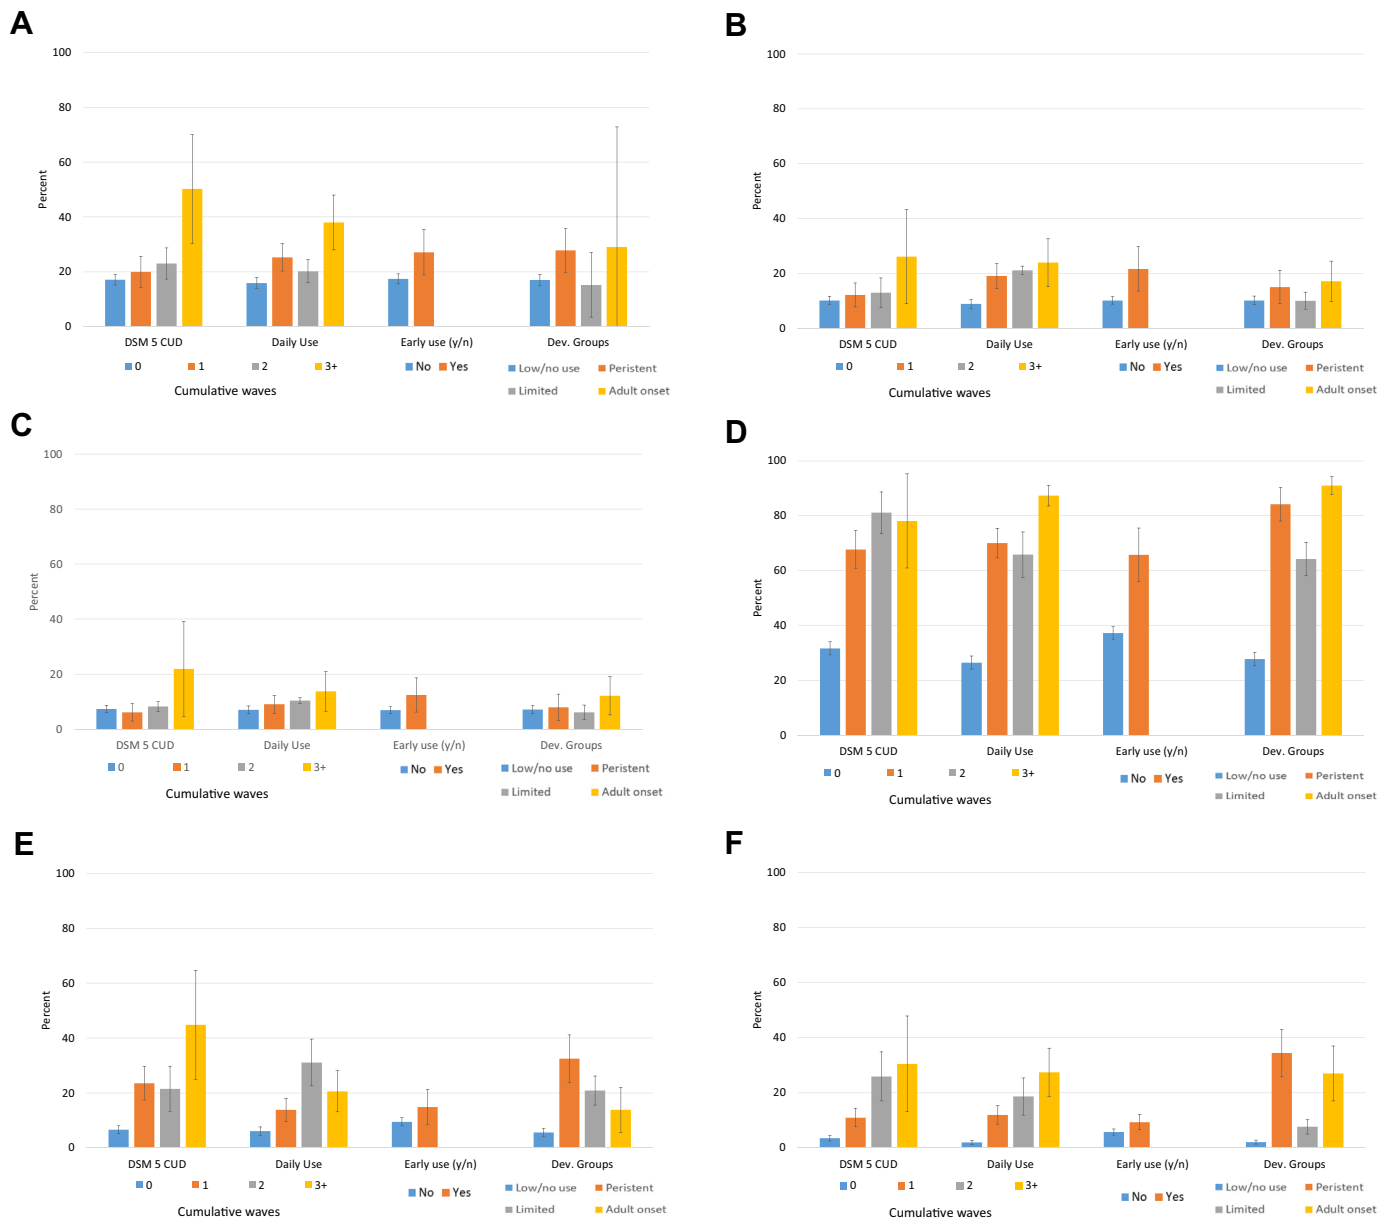 A
100
80
60
40
20
0
Percent
DSM 5 CUD Daily Use Early use (y/n) Dev. Groups
0 1 2 3+ No Yes Low/no use Peristent
Limited Adult onset
Cumulative waves
B
100
80
60
40
20
0
Percent
DSM 5 CUD Daily Use Early use (y/n) Dev. Groups
0 1 2 3+ No Yes Low/no use Peristent
Limited Adult onset
Cumulative waves
C
100
80
60
40
20
0
Percent
DSM 5 CUD Daily Use Early use (y/n) Dev. Groups
0 1 2 3+ No Yes Low/no use Peristent
Limited Adult onset
Cumulative waves
D
100
80
60
40
20
0
Percent
DSM 5 CUD Daily Use Early use (y/n) Dev. Groups
0 1 2 3+ No Yes Low/no use Peristent
Limited Adult onset
Cumulative waves
E
100
80
60
40
20
0
Percent
DSM 5 CUD Daily Use Early use (y/n) Dev. Groups
0 1 2 3+ No Yes Low/no use Peristent
Limited Adult onset
Cumulative waves
F
100
80
60
40
20
0
Percent
DSM 5 CUD Daily Use Early use (y/n) Dev. Groups
0 1 2 3+ No Yes Low/no use Peristent
Limited Adult onset
Cumulative waves